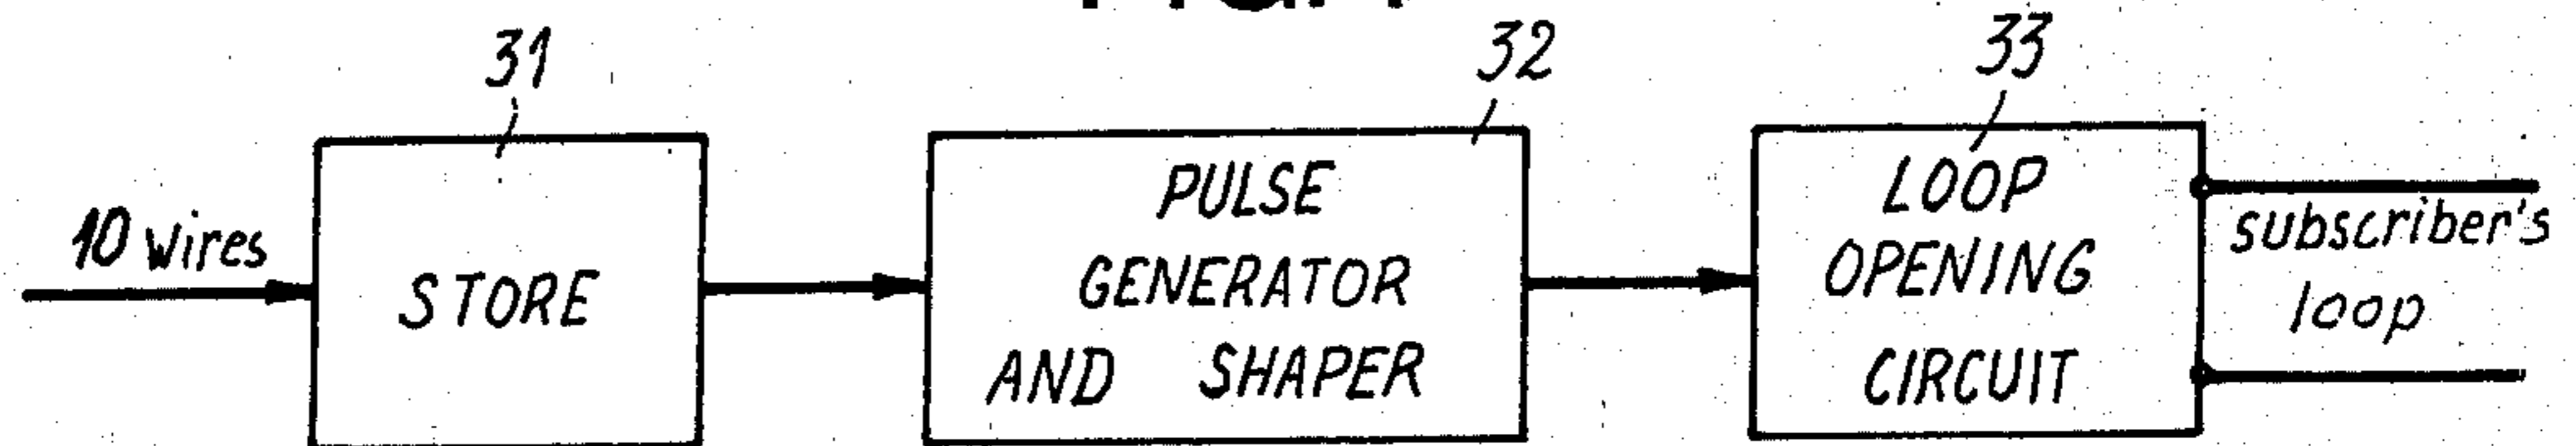 31
32
33
10 wires
STORE
PULSE
GENERATOR
AND SHAPER
LOOP
OPENING
CIRCUIT
subscriber's
loop